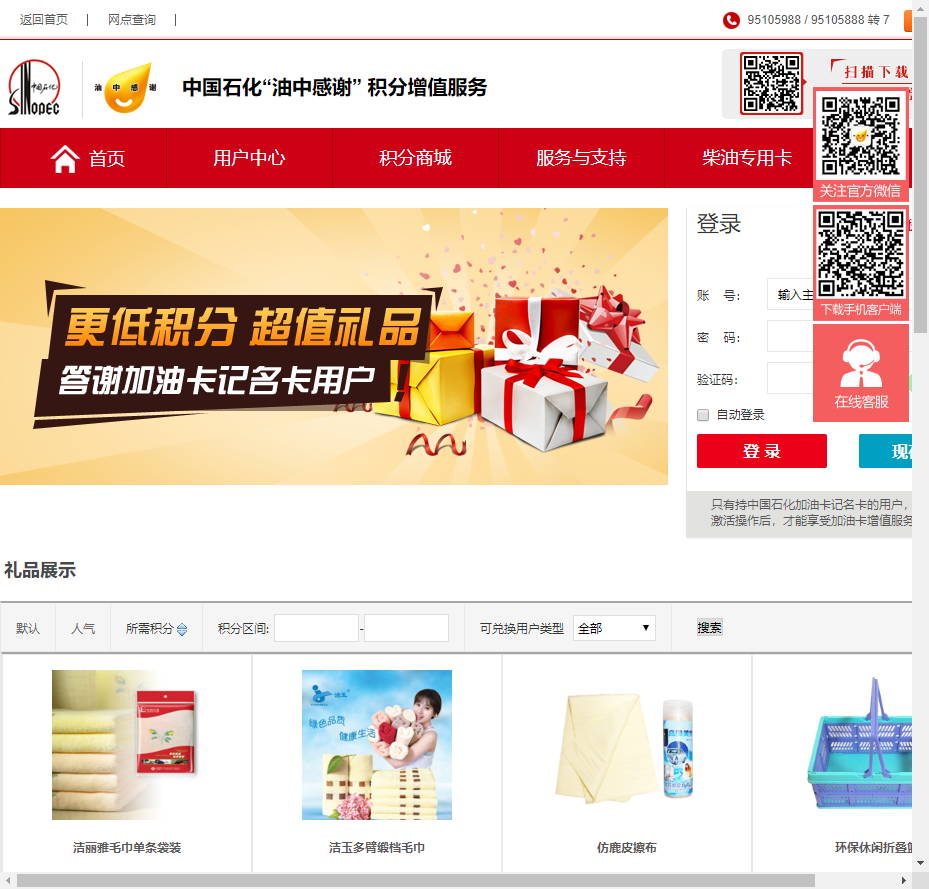 返回首页 | 网点查询 |
95105988 / 95105888 转 7
中国石化
SINOPEC
油中感谢
中国石化“油中感谢” 积分增值服务
扫描下载
首页
用户中心
积分商城
服务与支持
柴油专用卡
关注官方微信
下载手机客户端
在线客服
更低积分 超值礼品
答谢加油卡记名卡用户!
登录
账 号: 输入主
密 码:
验证码:
自动登录
登 录
只有持中国石化加油卡记名卡的用户,
激活操作后, 才能享受加油卡增值服务
礼品展示
默认
人气
所需积分
积分区间: -
可兑换用户类型 全部
搜索
洁玉
绿色品质
健康生活
洁丽雅毛巾单条袋装
洁玉多臂缎档毛巾
仿鹿皮擦布
环保休闲折叠